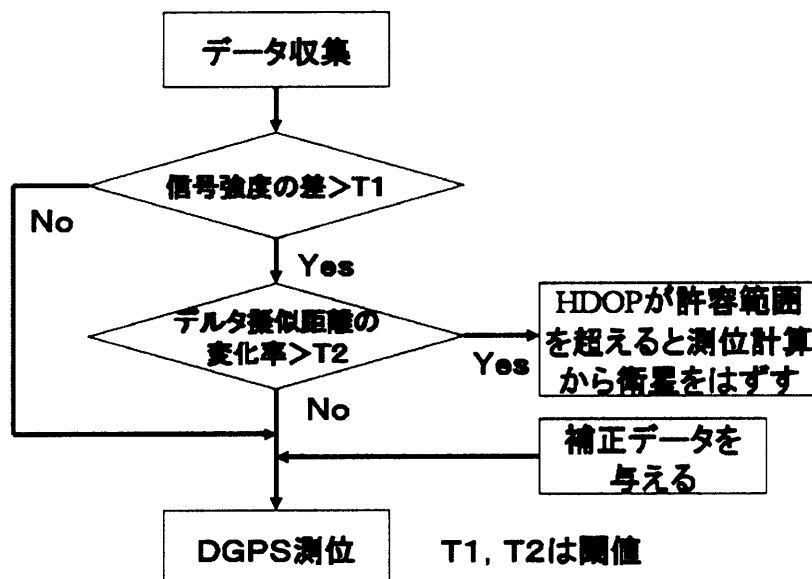 データ収集
信号強度の差>T1
No
Yes
デルタ擬似距離の
変化率>T2
Yes
HDOPが許容範囲
を超えると測位計算
から衛星をはずす
No
補正データを
与える
DGPS測位
T1, T2は閾値